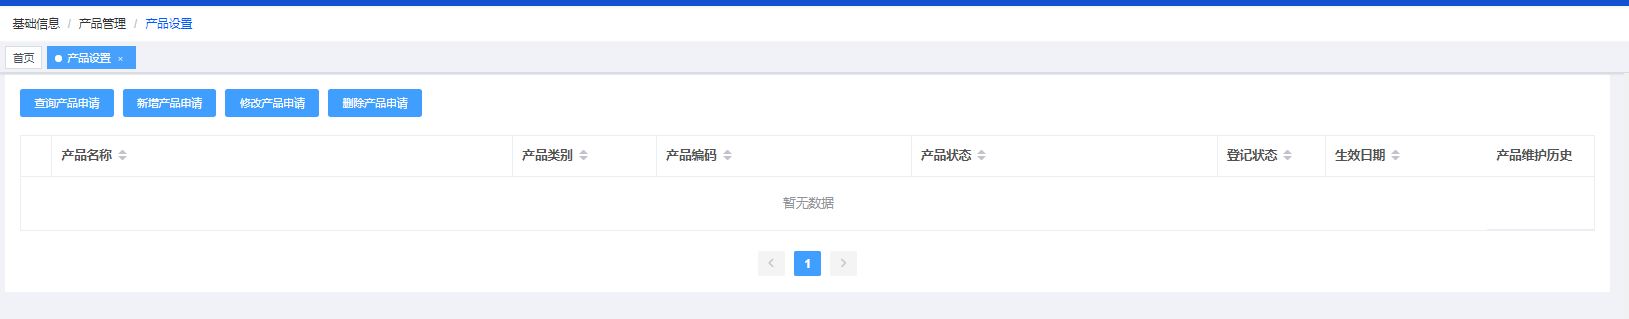 基础信息 / 产品管理 / 产品设置
首页 产品设置 ×
查询产品申请 新增产品申请 修改产品申请 删除产品申请
产品名称 产品类别 产品编码 产品状态 登记状态 生效日期 产品维护历史
暂无数据
1